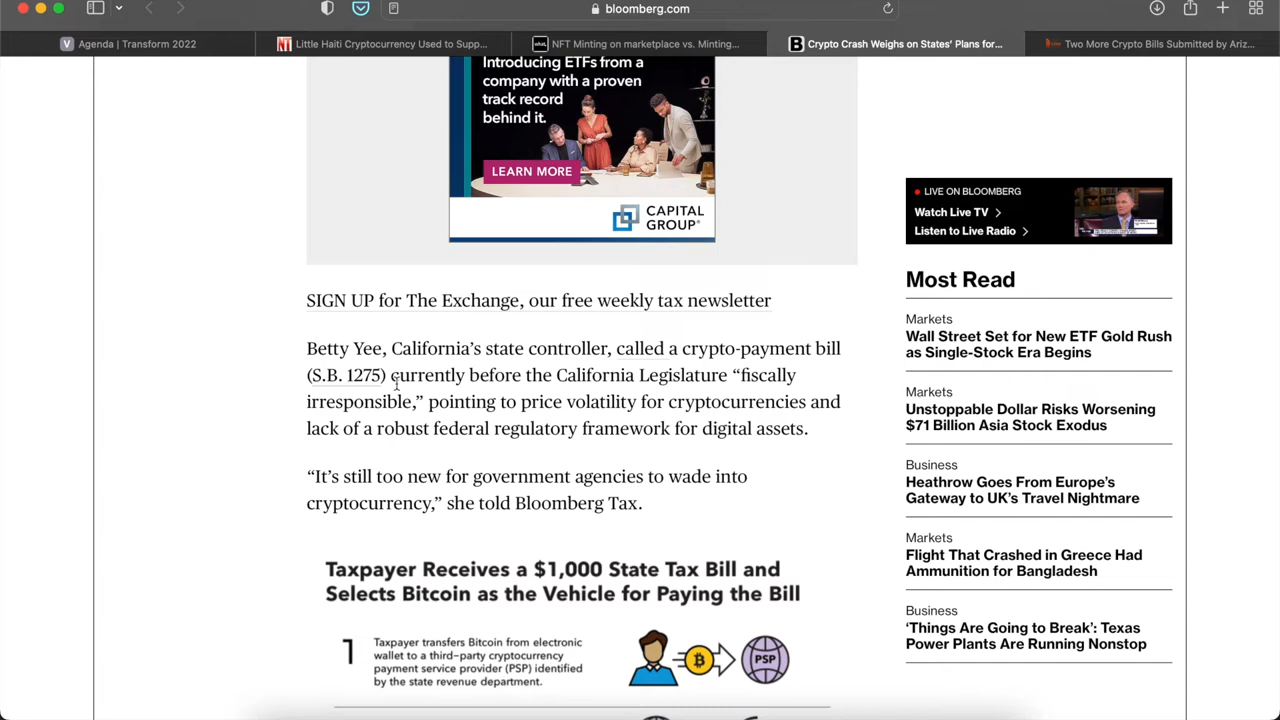 bloomberg.com
Agenda | Transform 2022
Little Haiti Cryptocurrency Used to Supp...
NFT Minting on marketplace vs. Minting...
Crypto Crash Weighs on States' Plans for...
Two More Crypto Bills Submitted by Ariz...
Introducing ETFs from a
company with a proven
track record
behind it.
LEARN MORE
CAPITAL
GROUP®
SIGN UP for The Exchange, our free weekly tax newsletter
Betty Yee, California’s state controller, called a crypto-payment bill
(S.B. 1275) currently before the California Legislature “fiscally
irresponsible,” pointing to price volatility for cryptocurrencies and
lack of a robust federal regulatory framework for digital assets.
“It’s still too new for government agencies to wade into
cryptocurrency,” she told Bloomberg Tax.
Taxpayer Receives a $1,000 State Tax Bill and
Selects Bitcoin as the Vehicle for Paying the Bill
1
Taxpayer transfers Bitcoin from electronic
wallet to a third-party cryptocurrency
payment service provider (PSP) identified
by the state revenue department.
PSP
LIVE ON BLOOMBERG
Watch Live TV
Listen to Live Radio
Most Read
Markets
Wall Street Set for New ETF Gold Rush
as Single-Stock Era Begins
Markets
Unstoppable Dollar Risks Worsening
$71 Billion Asia Stock Exodus
Business
Heathrow Goes From Europe’s
Gateway to UK’s Travel Nightmare
Markets
Flight That Crashed in Greece Had
Ammunition for Bangladesh
Business
‘Things Are Going to Break’: Texas
Power Plants Are Running Nonstop